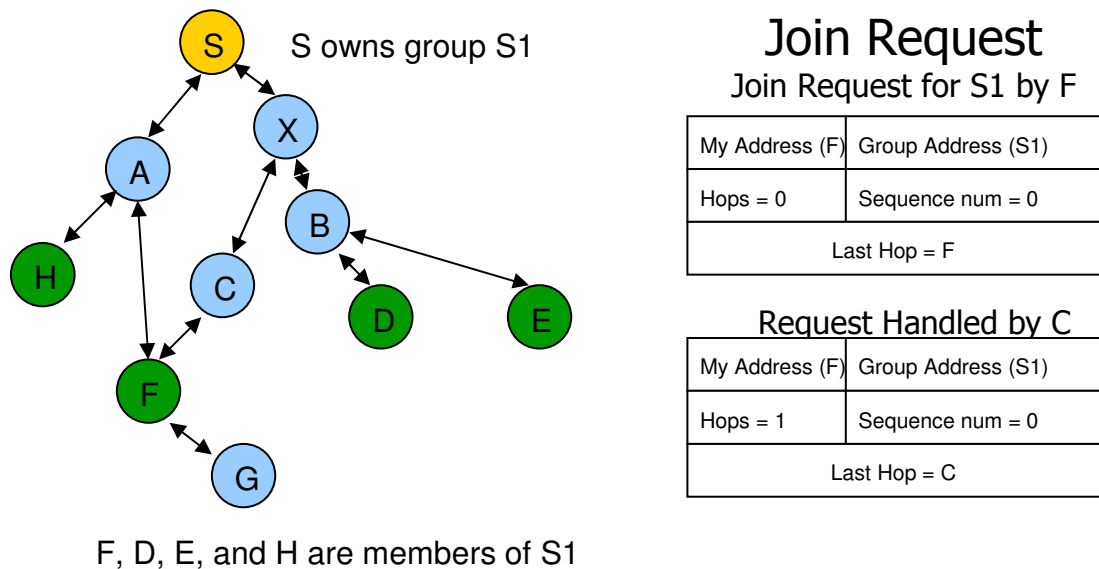 S
S owns group S1
X
A
B
H
C
D
E
F
G
F, D, E, and H are members of S1
Join Request
Join Request for S1 by F
My Address (F)
Group Address (S1)
Hops = 0
Sequence num = 0
Last Hop = F
Request Handled by C
My Address (F)
Group Address (S1)
Hops = 1
Sequence num = 0
Last Hop = C